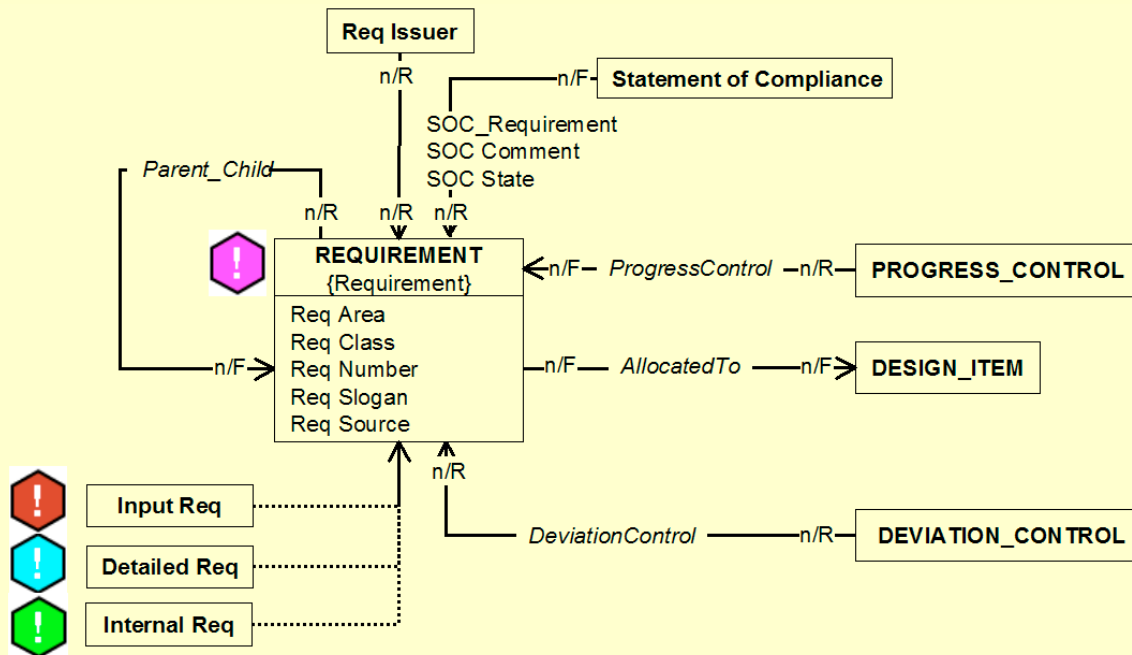 Req Issuer
n/R
n/F
Statement of Compliance
SOC_Requirement
SOC Comment
SOC State
Parent_Child
n/R
n/R
n/R
!
REQUIREMENT
{Requirement}
n/F
ProgressControl
n/R
PROGRESS_CONTROL
Req Area
Req Class
Req Number
Req Slogan
Req Source
n/F
n/F
AllocatedTo
n/F
DESIGN_ITEM
n/R
!
Input Req
DeviationControl
n/R
DEVIATION_CONTROL
!
Detailed Req
!
Internal Req